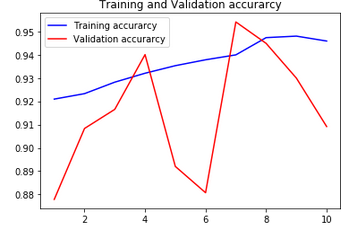 Training and Validation accurarcy
Training accurarcy
Validation accurarcy
0.95
0.94
0.93
0.92
0.91
0.90
0.89
0.88
2 4 6 8 10